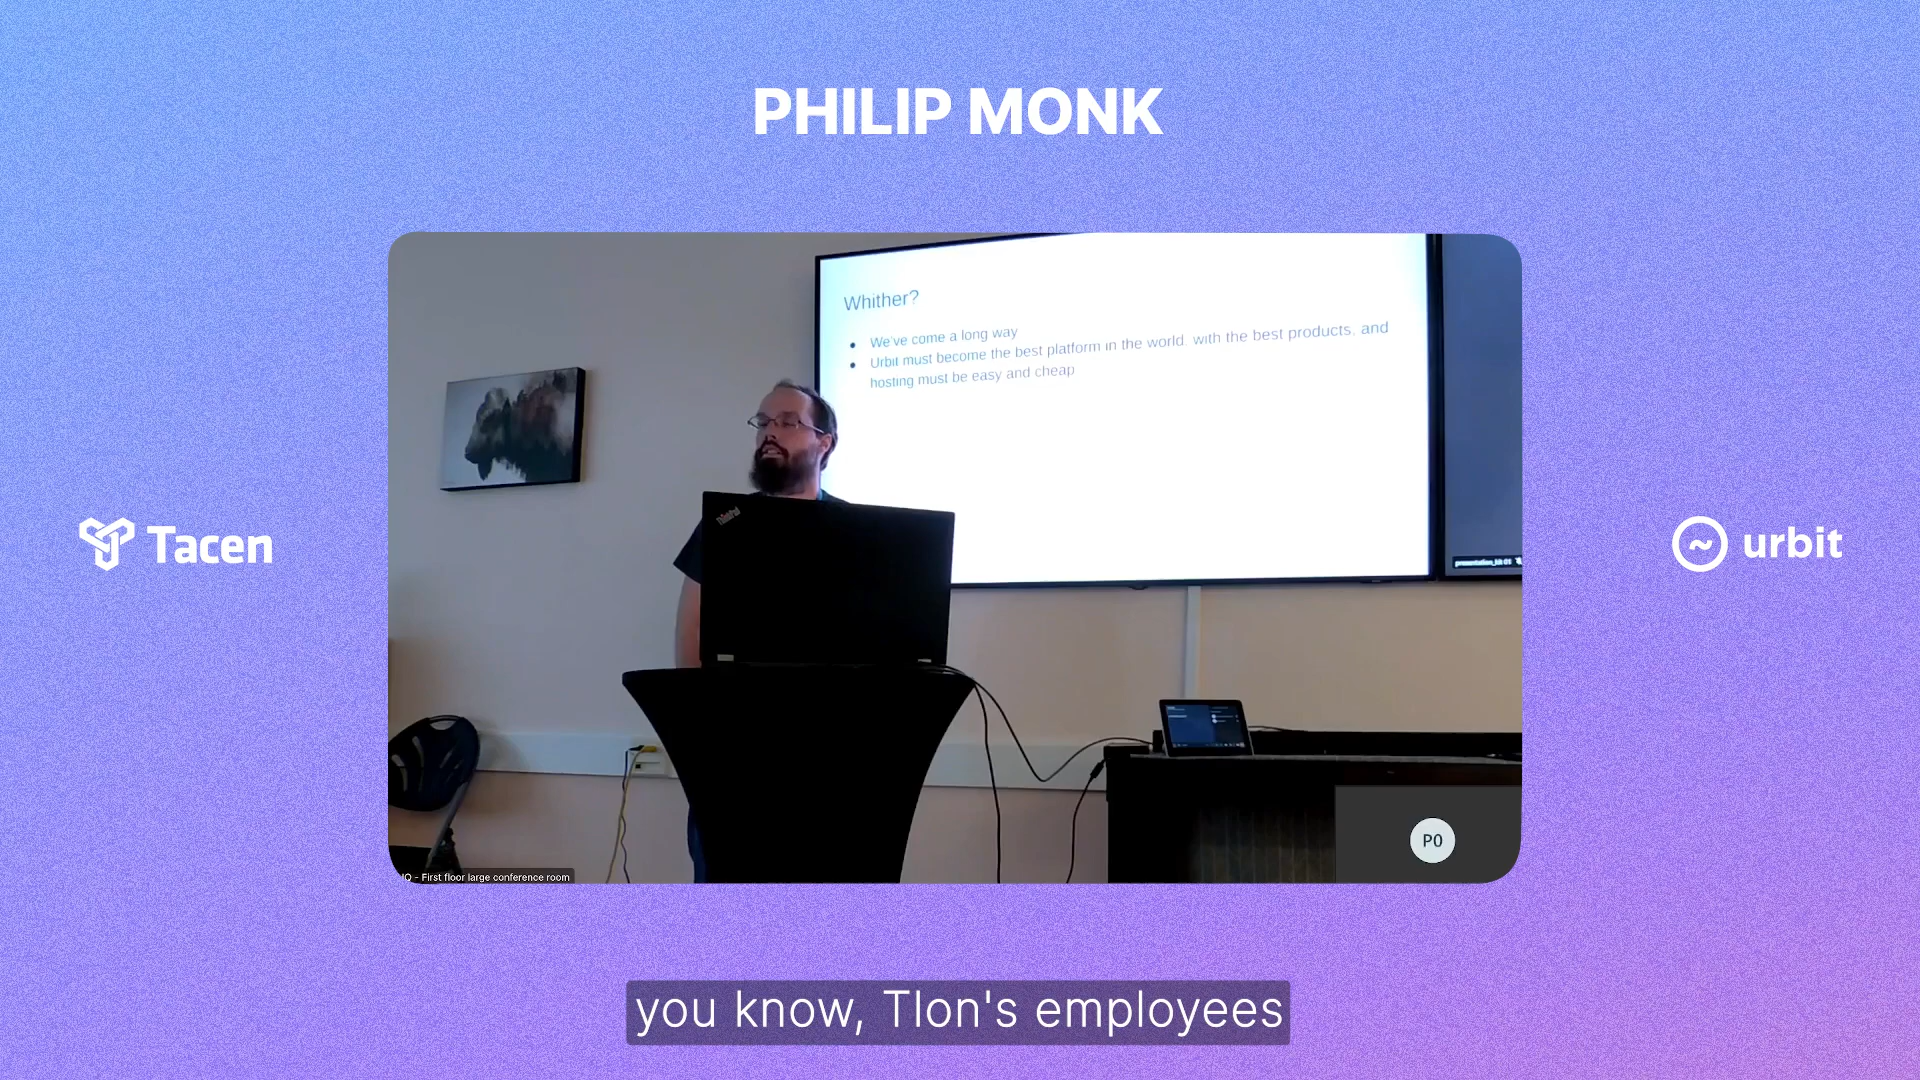 PHILIP MONK
Whither?
● We've come a long way
● Urbit must become the best platform in the world, with the best products, and
hosting must be easy and cheap
Tacen
urbit
ThinkPad
P0
- First floor large conference room
you know, Tlon's employees